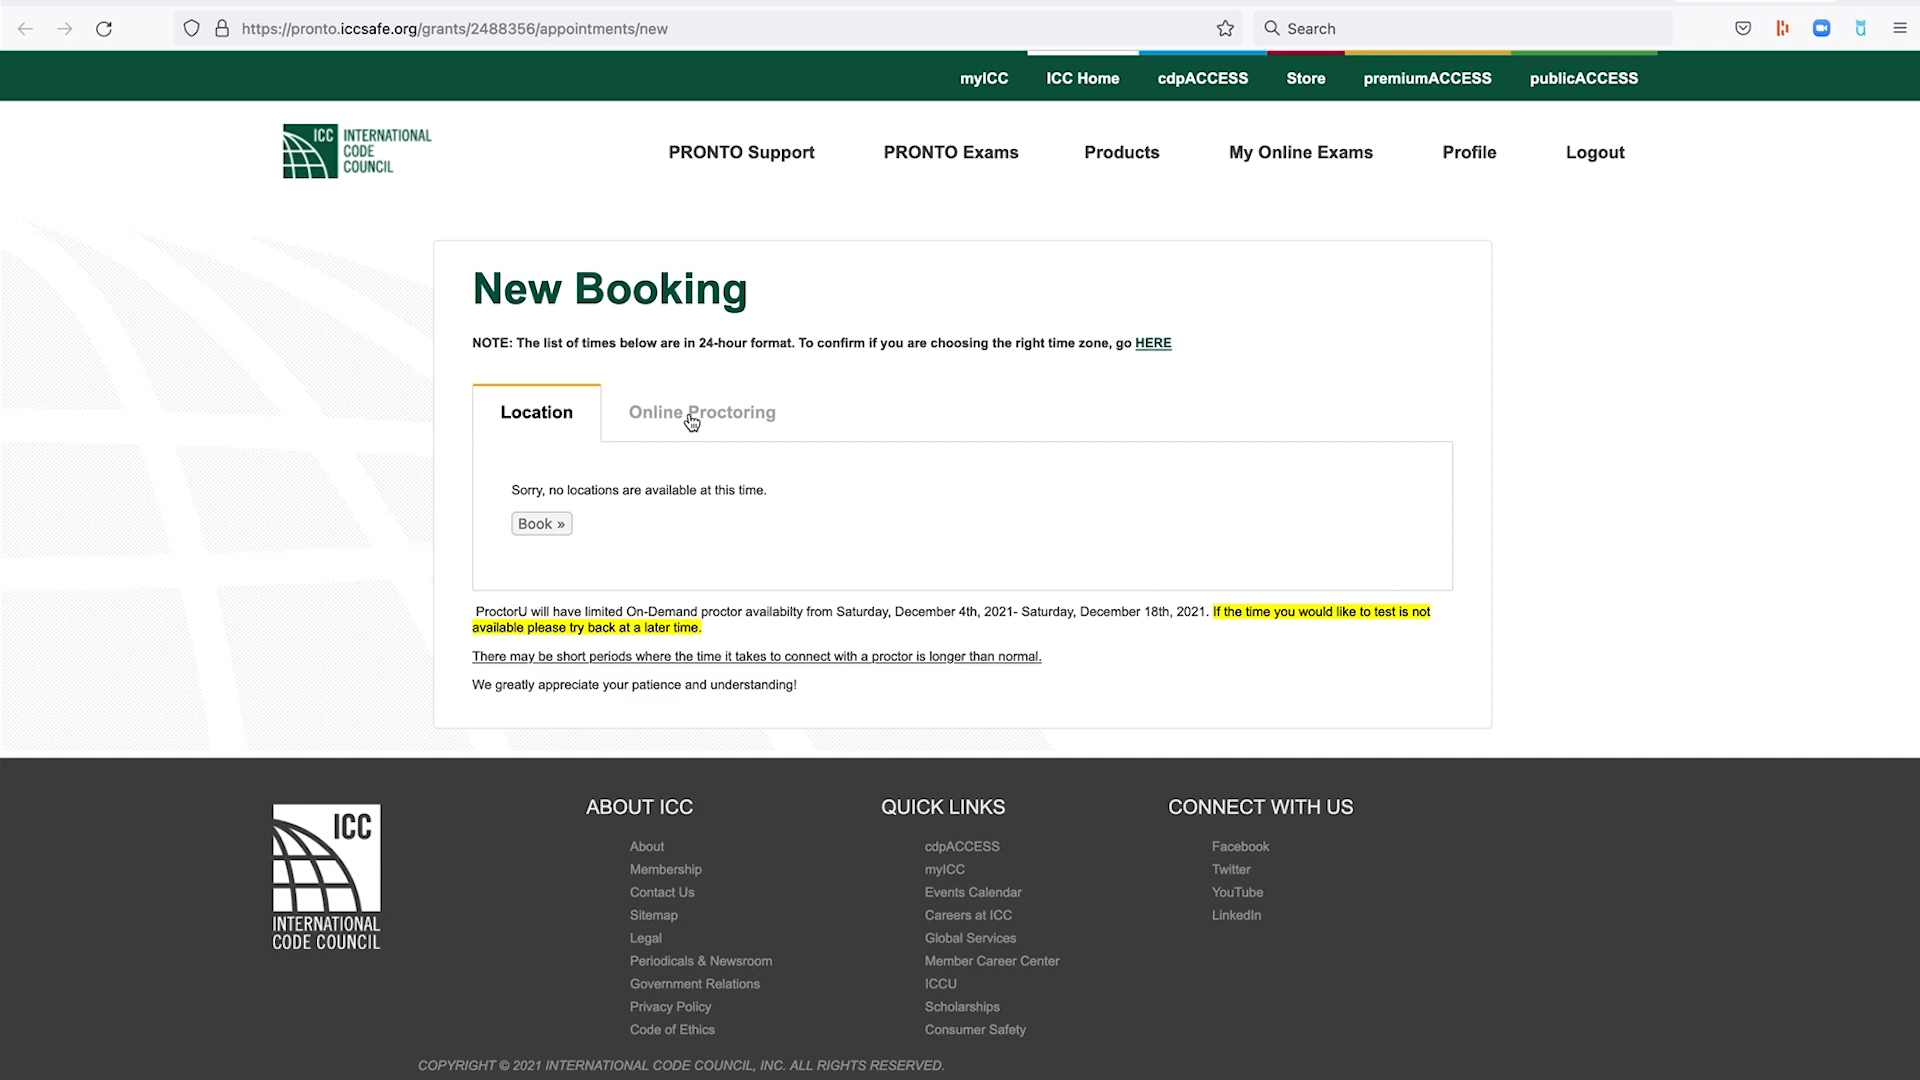 https://pronto.iccsafe.org/grants/2488356/appointments/new
Search
myICC
ICC Home
cdpACCESS
Store
premiumACCESS
publicACCESS
ICC INTERNATIONAL
CODE
COUNCIL
PRONTO Support
PRONTO Exams
Products
My Online Exams
Profile
Logout
New Booking
NOTE: The list of times below are in 24-hour format. To confirm if you are choosing the right time zone, go HERE
Location
Online Proctoring
Sorry, no locations are available at this time.
Book »
ProctorU will have limited On-Demand proctor availabilty from Saturday, December 4th, 2021- Saturday, December 18th, 2021. If the time you would like to test is not
available please try back at a later time.
There may be short periods where the time it takes to connect with a proctor is longer than normal.
We greatly appreciate your patience and understanding!
ICC
INTERNATIONAL
CODE COUNCIL
ABOUT ICC
About
Membership
Contact Us
Sitemap
Legal
Periodicals & Newsroom
Government Relations
Privacy Policy
Code of Ethics
QUICK LINKS
cdpACCESS
myICC
Events Calendar
Careers at ICC
Global Services
Member Career Center
ICCU
Scholarships
Consumer Safety
CONNECT WITH US
Facebook
Twitter
YouTube
LinkedIn
COPYRIGHT © 2021 INTERNATIONAL CODE COUNCIL, INC. ALL RIGHTS RESERVED.